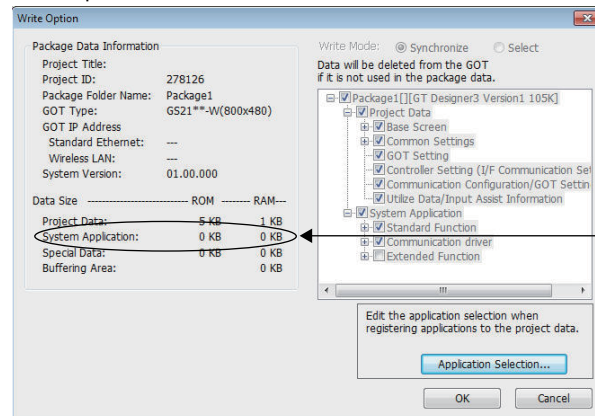 Write Option
Package Data Information
Project Title:
Project ID: 278126
Package Folder Name: Package1
GOT Type: GS21**-W(800x480)
GOT IP Address
Standard Ethernet: ---
Wireless LAN: ---
System Version: 01.00.000
Data Size ROM RAM
Project Data: 5 KB 1 KB
System Application: 0 KB 0 KB
Special Data: 0 KB 0 KB
Buffering Area: 0 KB
Write Mode: Synchronize Select
Data will be deleted from the GOT
if it is not used in the package data.
Package1[][GT Designer3 Version1 105K]
Project Data
Base Screen
Common Settings
GOT Setting
Controller Setting (I/F Communication Set
Communication Configuration/GOT Settin
Utilize Data/Input Assist Information
System Application
Standard Function
Communication driver
Extended Function
Edit the application selection when
registering applications to the project data.
Application Selection...
OK Cancel